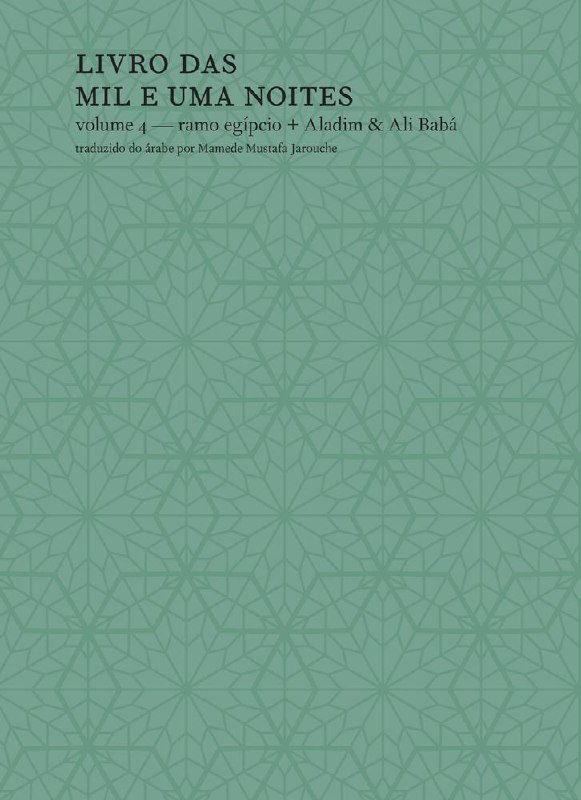 LIVRO DAS
MIL E UMA NOITES
volume 4 — ramo egípcio + Aladim & Ali Babá
traduzido do árabe por Mamede Mustafa Jarouche